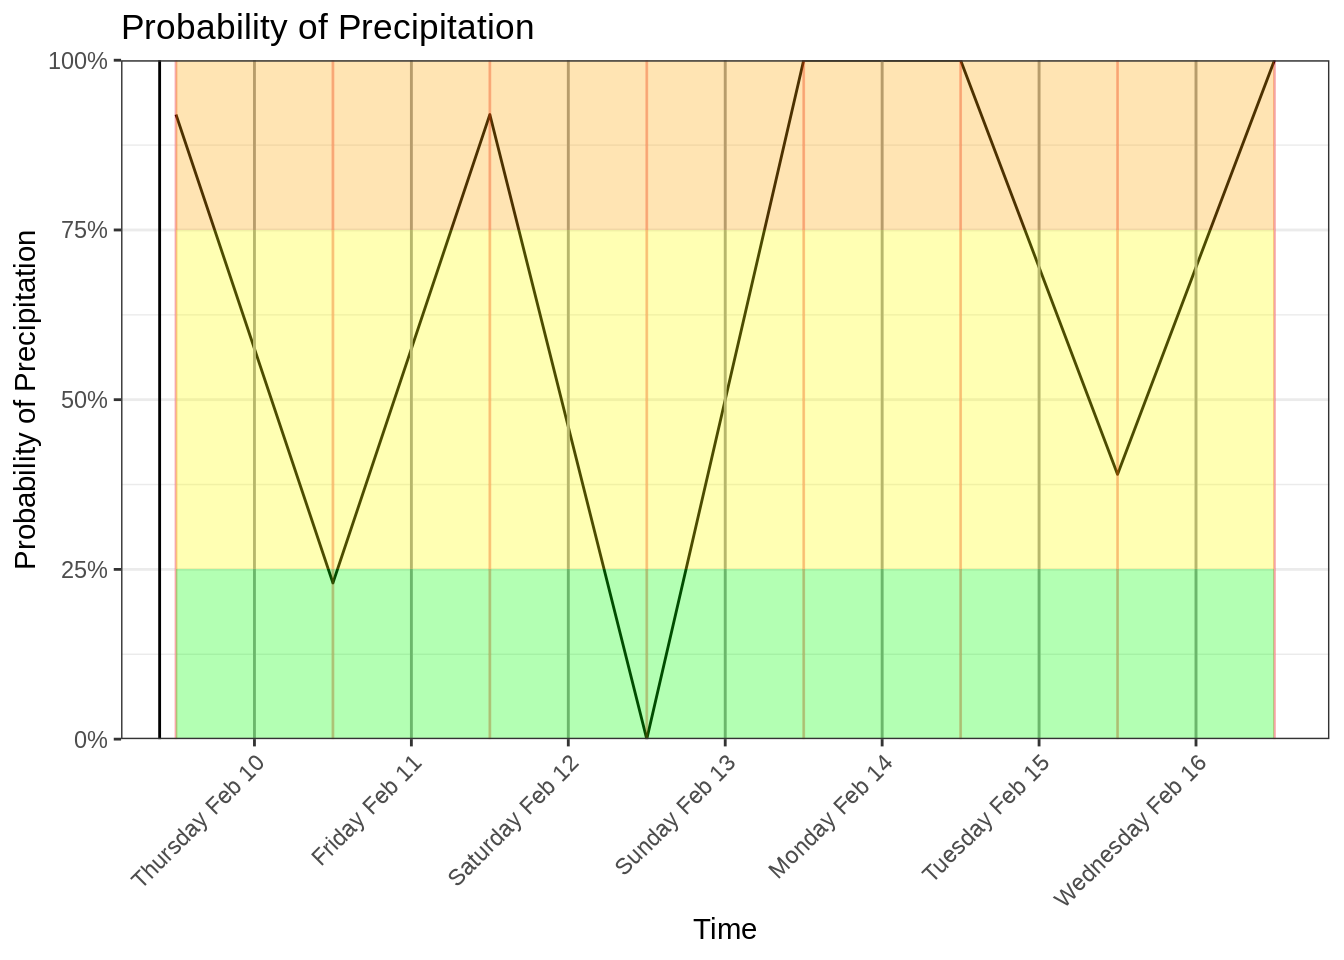 Probability of Precipitation
Probability of Precipitation
100%
75%
50%
25%
0%
Thursday Feb 10
Friday Feb 11
Saturday Feb 12
Sunday Feb 13
Monday Feb 14
Tuesday Feb 15
Wednesday Feb 16
Time